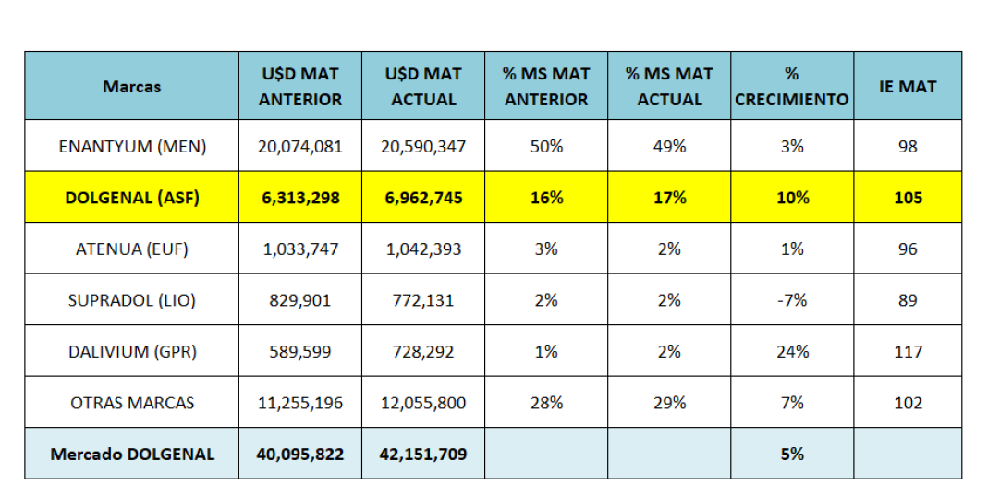 Marcas U$D MAT ANTERIOR U$D MAT ACTUAL % MS MAT ANTERIOR % MS MAT ACTUAL % CRECIMIENTO IE MAT
ENANTYUM (MEN) 20,074,081 20,590,347 50% 49% 3% 98
DOLGENAL (ASF) 6,313,298 6,962,745 16% 17% 10% 105
ATENUA (EUF) 1,033,747 1,042,393 3% 2% 1% 96
SUPRADOL (LIO) 829,901 772,131 2% 2% -7% 89
DALIVIUM (GPR) 589,599 728,292 1% 2% 24% 117
OTRAS MARCAS 11,255,196 12,055,800 28% 29% 7% 102
Mercado DOLGENAL 40,095,822 42,151,709 5%